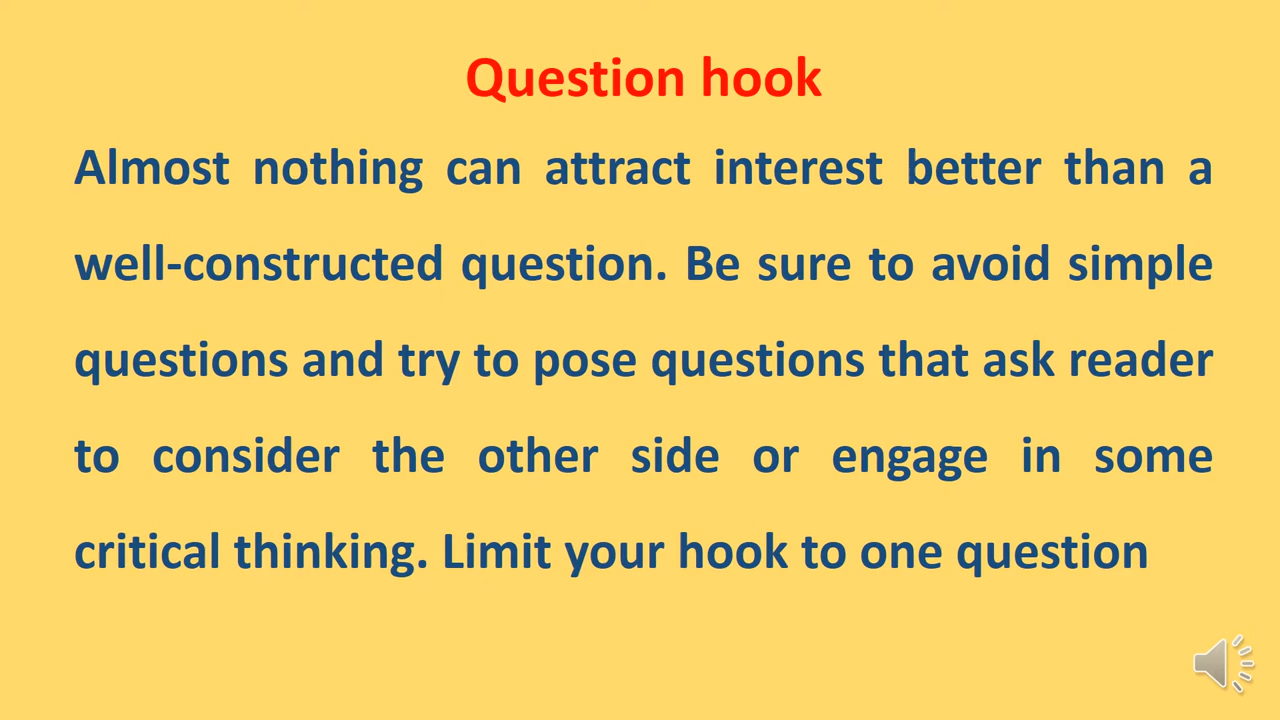 Question hook
Almost nothing can attract interest better than a
well-constructed question. Be sure to avoid simple
questions and try to pose questions that ask reader
to consider the other side or engage in some
critical thinking. Limit your hook to one question